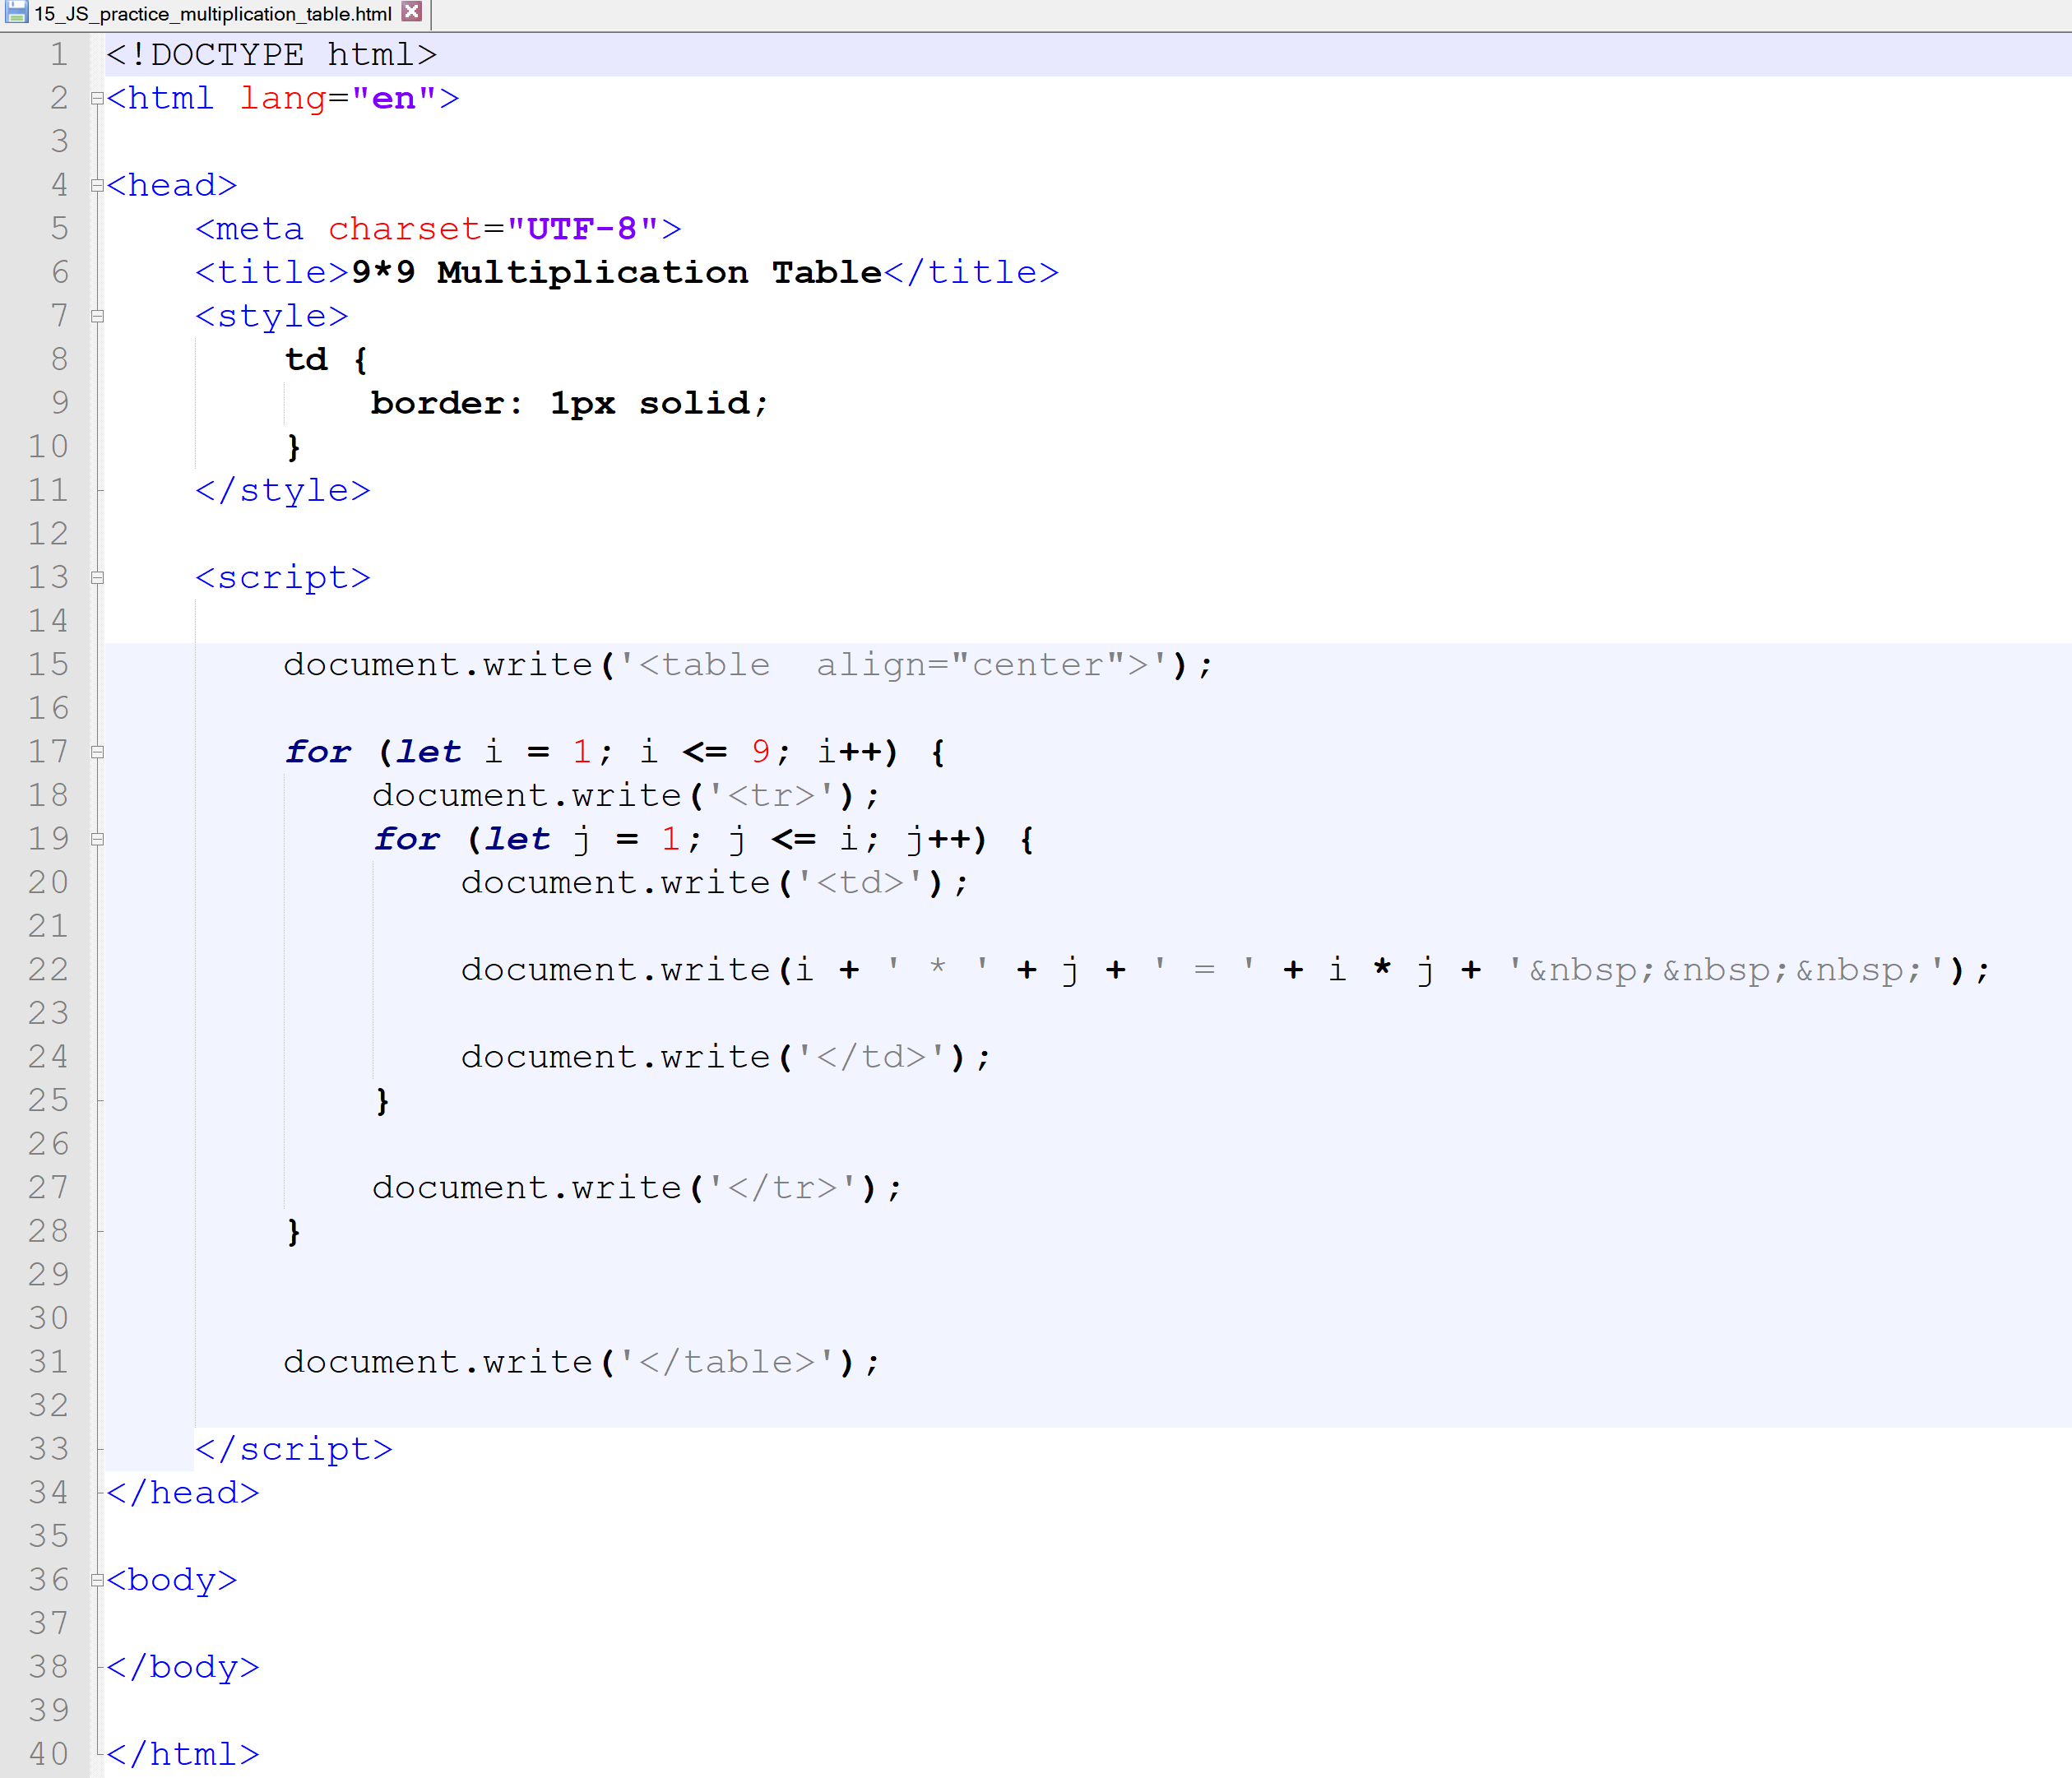 15_JS_practice_multiplication_table.html
1 <!DOCTYPE html>
2 <html lang="en">
3
4 <head>
5     <meta charset="UTF-8">
6     <title>9*9 Multiplication Table</title>
7     <style>
8         td {
9             border: 1px solid;
10         }
11     </style>
12
13     <script>
14
15         document.write('<table  align="center">');
16
17         for (let i = 1; i <= 9; i++) {
18             document.write('<tr>');
19             for (let j = 1; j <= i; j++) {
20                 document.write('<td>');
21
22                 document.write(i + ' * ' + j + ' = ' + i * j + '&nbsp;&nbsp;&nbsp;');
23
24                 document.write('</td>');
25             }
26
27             document.write('</tr>');
28         }
29
30
31         document.write('</table>');
32
33     </script>
34 </head>
35
36 <body>
37
38 </body>
39
40 </html>